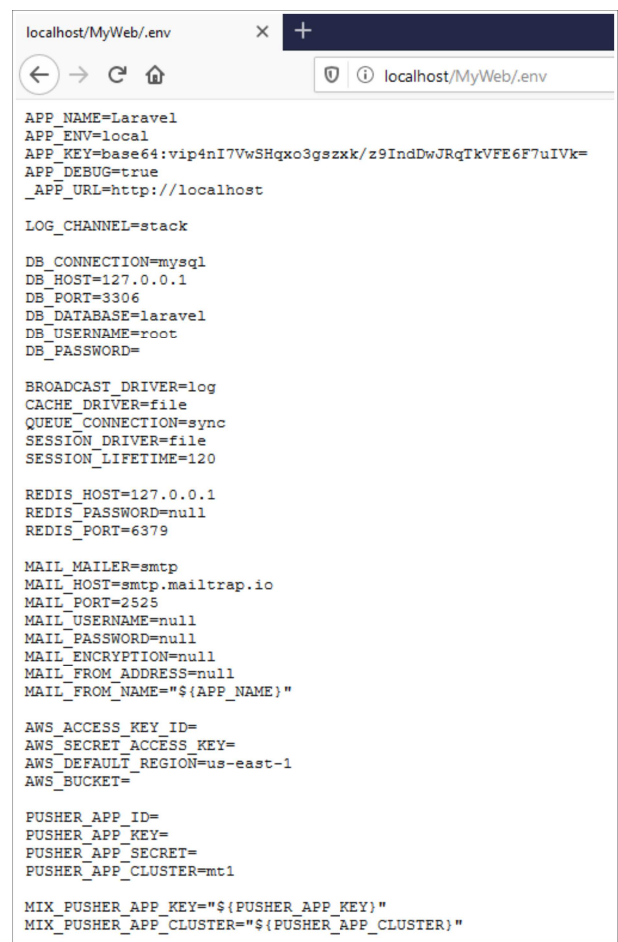 localhost/MyWeb/.env
localhost/MyWeb/.env
APP_NAME=Laravel
APP_ENV=local
APP_KEY=base64:vip4nI7VwSHqxo3gszxk/z9IndDwJRqTkVFE6F7uIVk=
APP_DEBUG=true
_APP_URL=http://localhost
LOG_CHANNEL=stack
DB_CONNECTION=mysql
DB_HOST=127.0.0.1
DB_PORT=3306
DB_DATABASE=laravel
DB_USERNAME=root
DB_PASSWORD=
BROADCAST_DRIVER=log
CACHE_DRIVER=file
QUEUE_CONNECTION=sync
SESSION_DRIVER=file
SESSION_LIFETIME=120
REDIS_HOST=127.0.0.1
REDIS_PASSWORD=null
REDIS_PORT=6379
MAIL_MAILER=smtp
MAIL_HOST=smtp.mailtrap.io
MAIL_PORT=2525
MAIL_USERNAME=null
MAIL_PASSWORD=null
MAIL_ENCRYPTION=null
MAIL_FROM_ADDRESS=null
MAIL_FROM_NAME="${APP_NAME}"
AWS_ACCESS_KEY_ID=
AWS_SECRET_ACCESS_KEY=
AWS_DEFAULT_REGION=us-east-1
AWS_BUCKET=
PUSHER_APP_ID=
PUSHER_APP_KEY=
PUSHER_APP_SECRET=
PUSHER_APP_CLUSTER=mt1
MIX_PUSHER_APP_KEY="${PUSHER_APP_KEY}"
MIX_PUSHER_APP_CLUSTER="${PUSHER_APP_CLUSTER}"